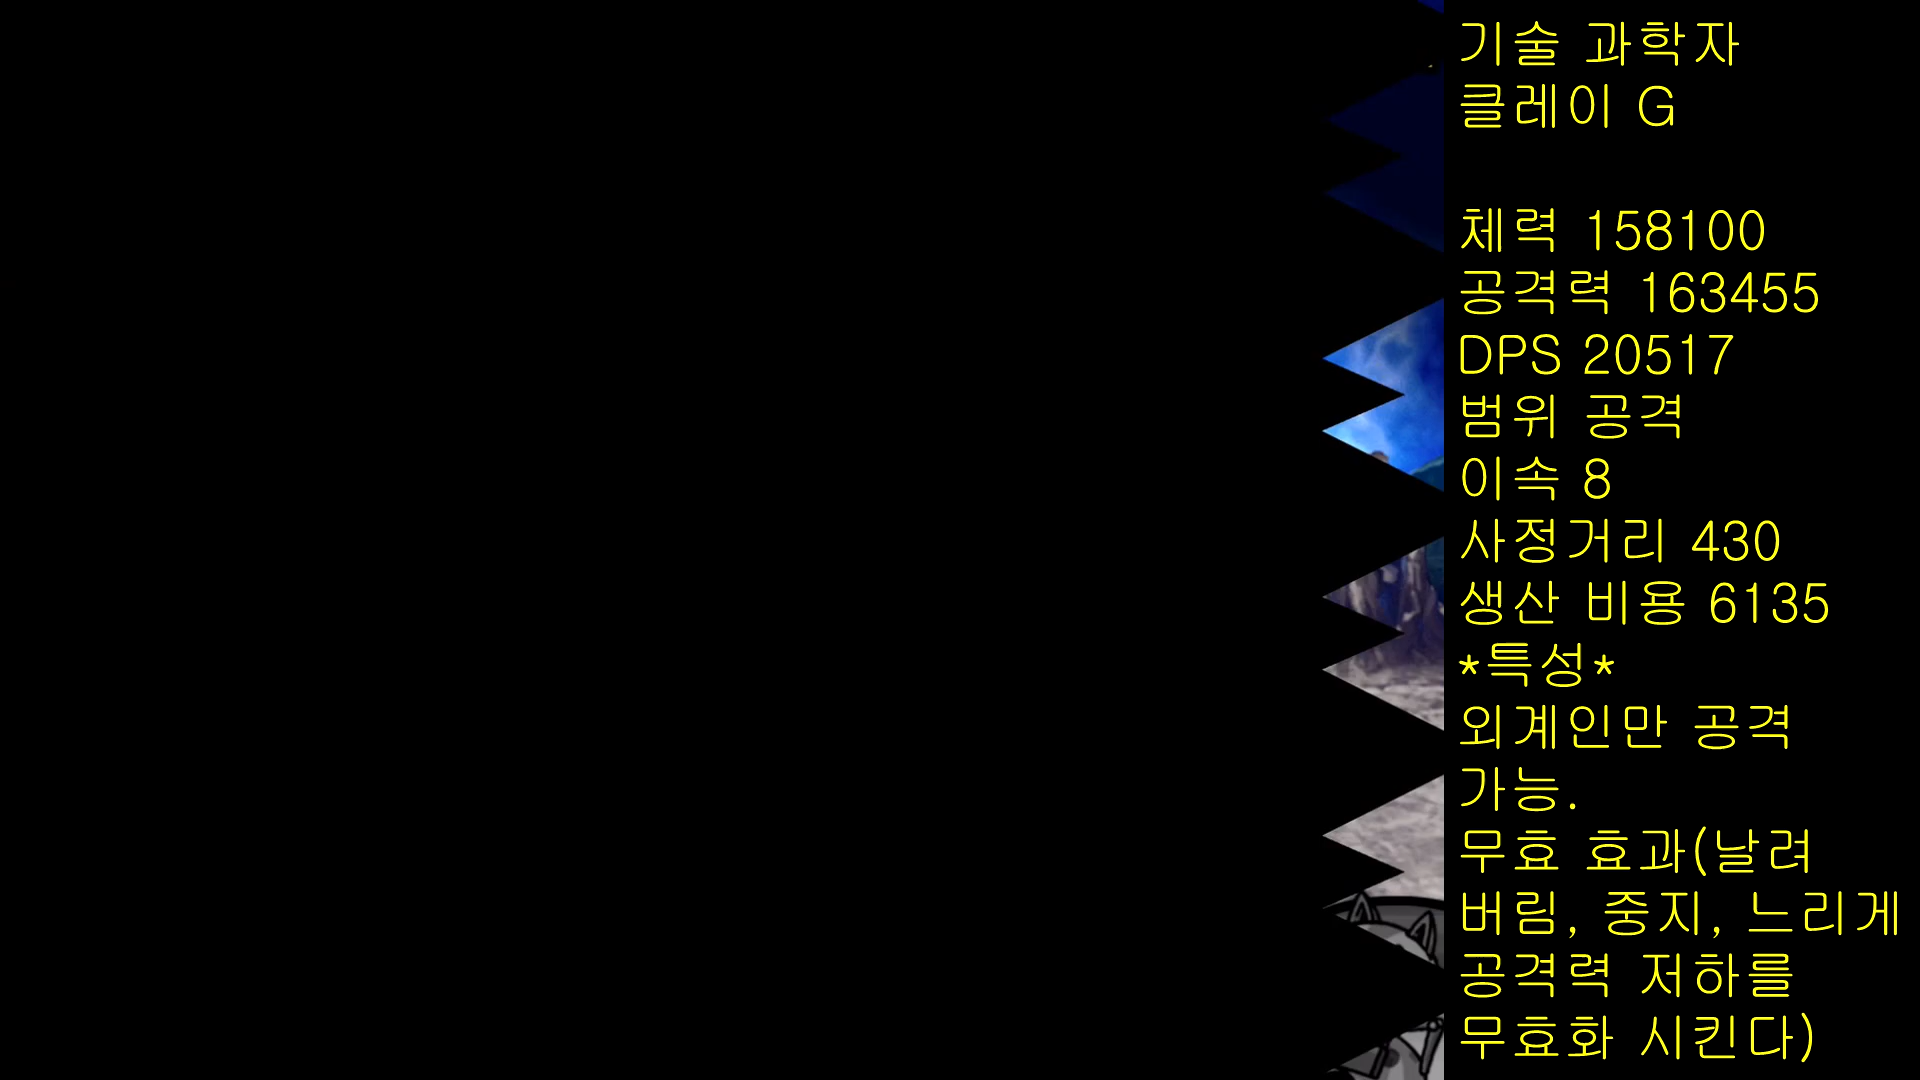 기술 과학자
클레이 G
체력 158100
공격력 163455
DPS 20517
범위 공격
이속 8
사정거리 430
생산 비용 6135
*특성*
외계인만 공격
가능.
무효 효과(날려
버림, 중지, 느리게
공격력 저하를
무효화 시킨다)